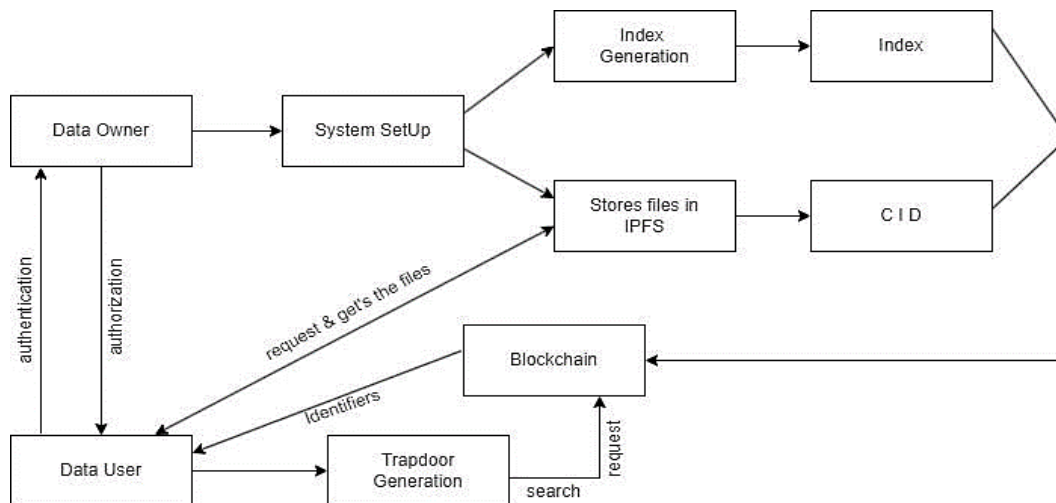 Index
Generation
Index
Data Owner
System SetUp
Stores files in
IPFS
C I D
authentication
authorization
request & get's the files
Blockchain
Identifiers
request
Data User
Trapdoor
Generation
search